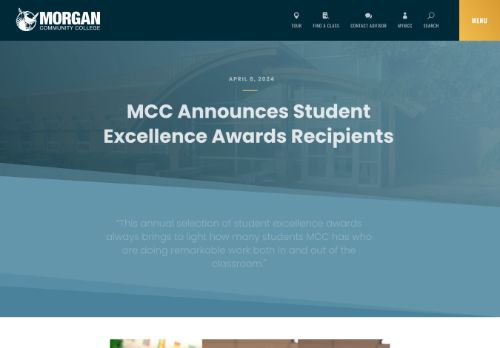 MORGAN
COMMUNITY COLLEGE
TOUR
FIND A CLASS
CONTACT ADVISOR
MYMCC
SEARCH
MENU
APRIL 5, 2024
MCC Announces Student
Excellence Awards Recipients
"This annual selection of student excellence awards
always brings to light how many students MCC has who
are doing remarkable work both in and out of the
classroom."